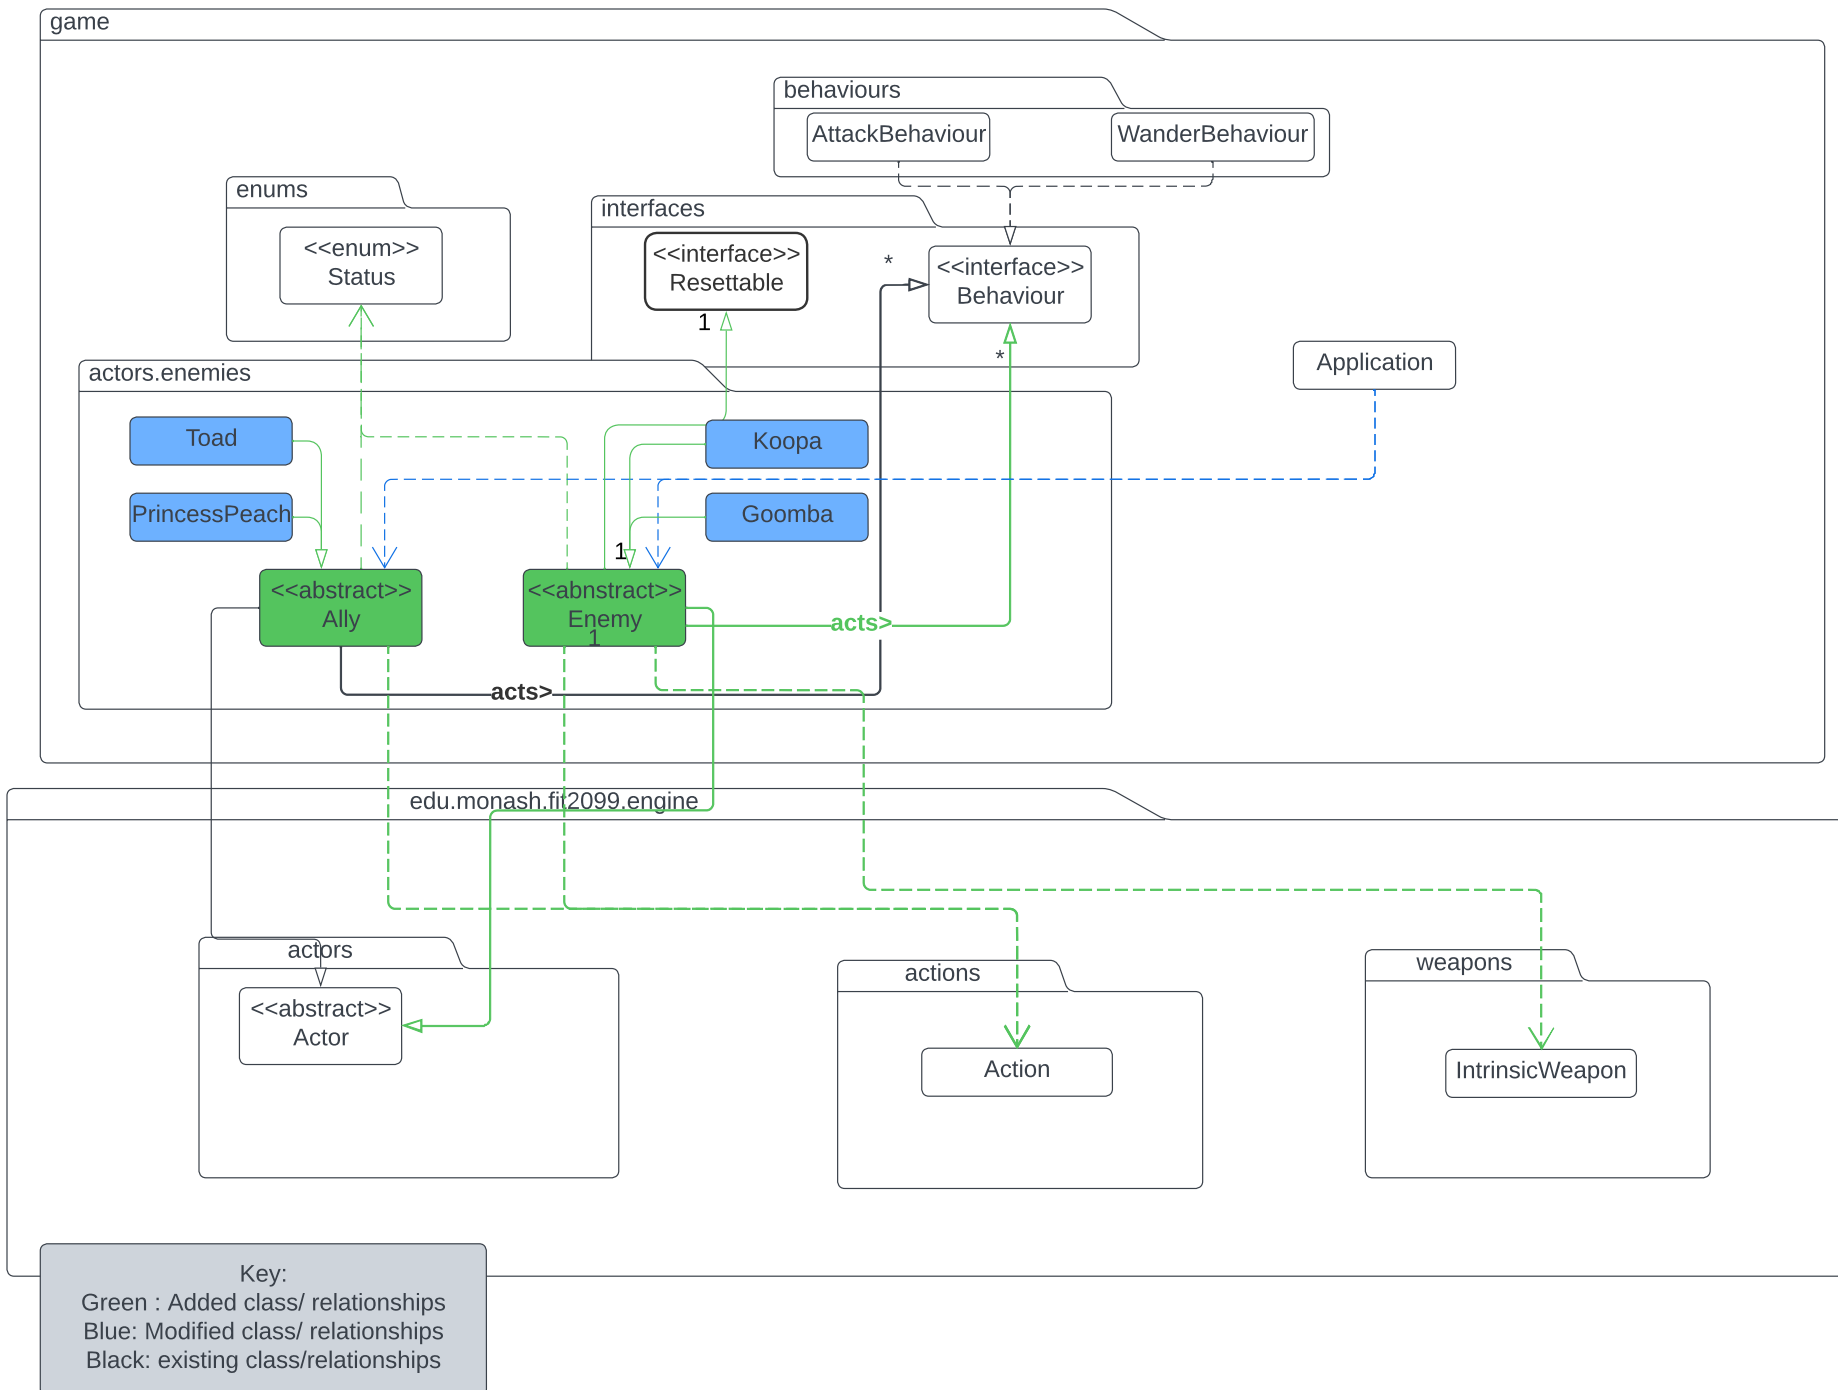 game
behaviours
AttackBehaviour
WanderBehaviour
enums
<<enum>>
Status
interfaces
<<interface>>
Resettable
1
*
<<interface>>
Behaviour
*
Application
actors.enemies
Toad
Koopa
PrincessPeach
Goomba
1
<<abstract>>
Ally
<<abnstract>>
Enemy
1
acts>
acts>
edu.monash.fit2099.engine
actors
<<abstract>>
Actor
actions
Action
weapons
IntrinsicWeapon
Key:
Green : Added class/ relationships
Blue: Modified class/ relationships
Black: existing class/relationships